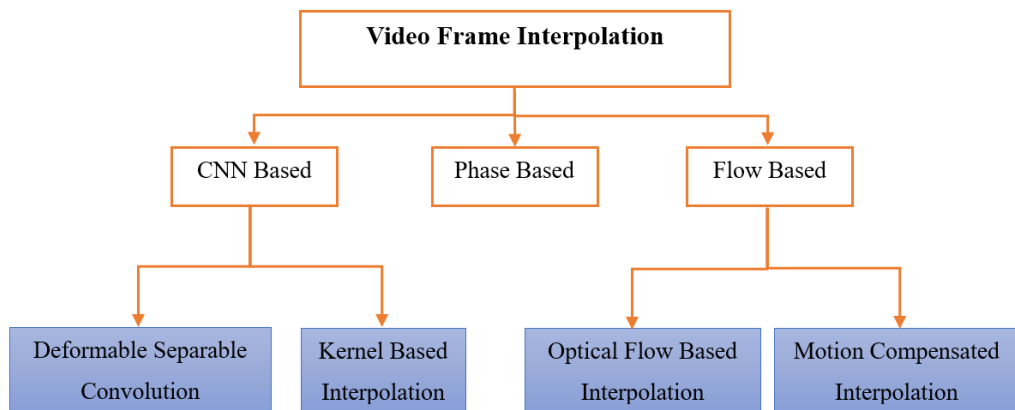 Video Frame Interpolation
CNN Based
Phase Based
Flow Based
Deformable Separable
Convolution
Kernel Based
Interpolation
Optical Flow Based
Interpolation
Motion Compensated
Interpolation